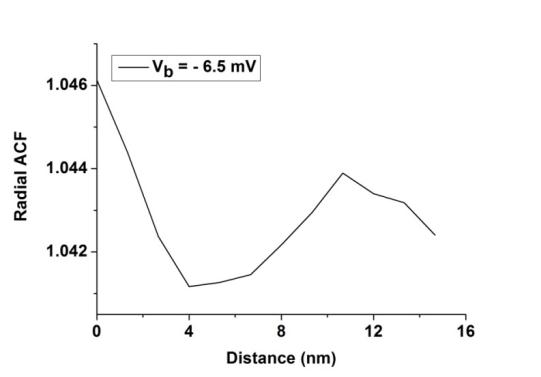 V_b = - 6.5 mV
1.046
1.044
1.042
Radial ACF
0 4 8 12 16
Distance (nm)